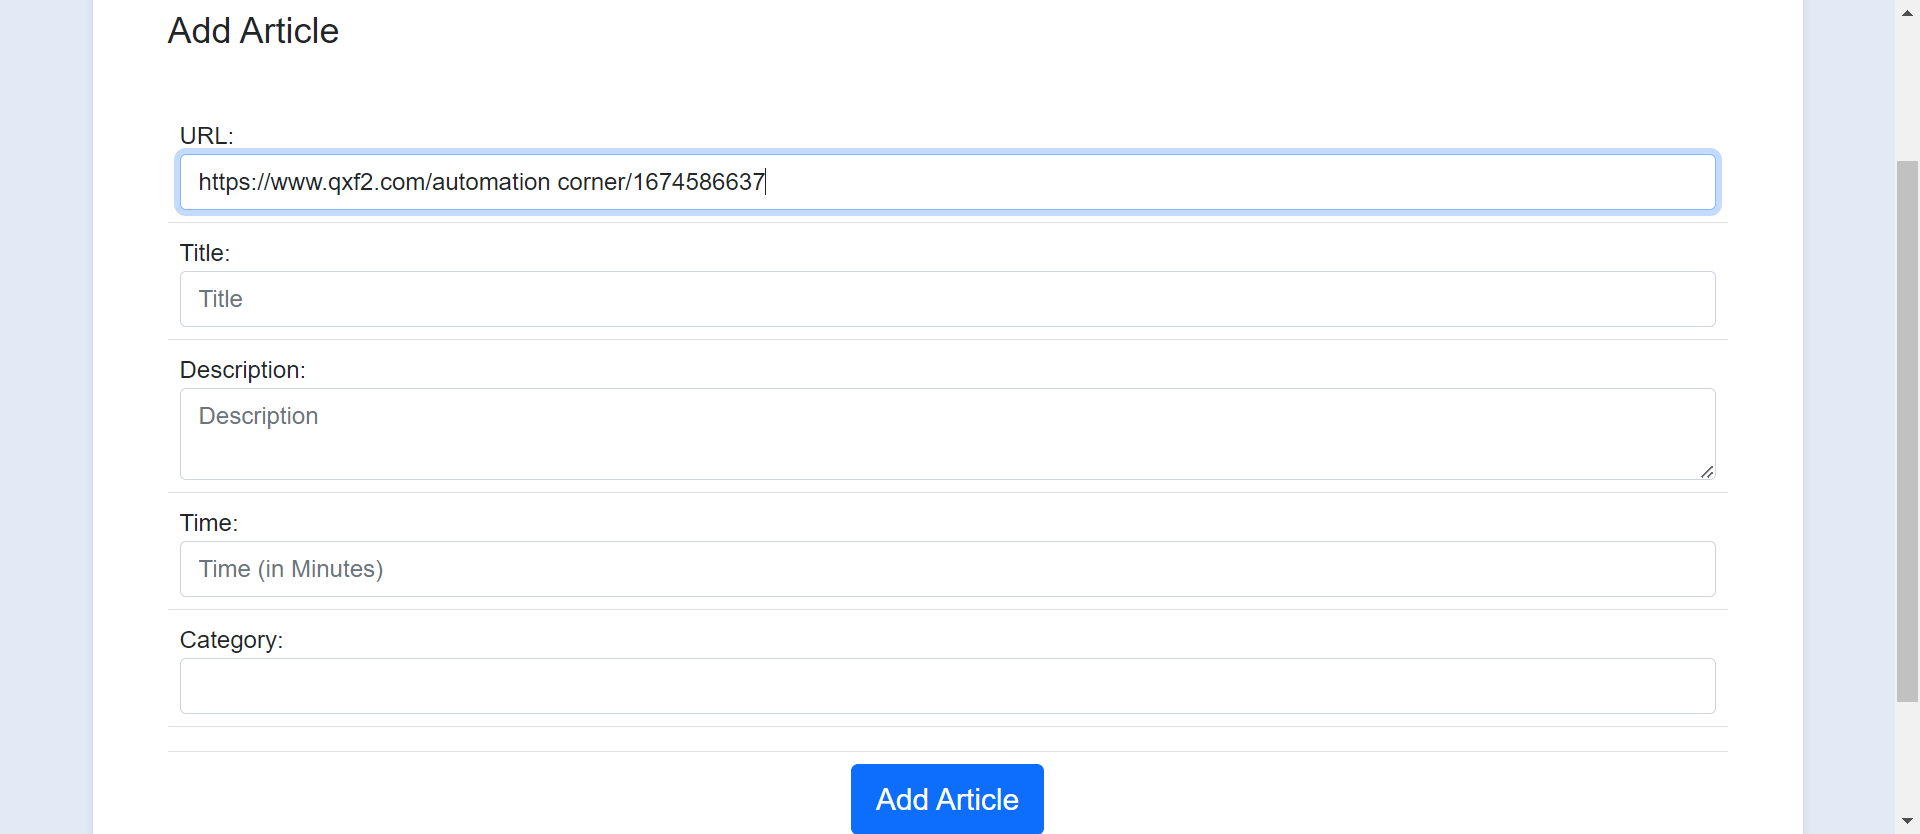 Add Article
URL:
https://www.qxf2.com/automation corner/1674586637
Title:
Title
Description:
Description
Time:
Time (in Minutes)
Category:
Add Article